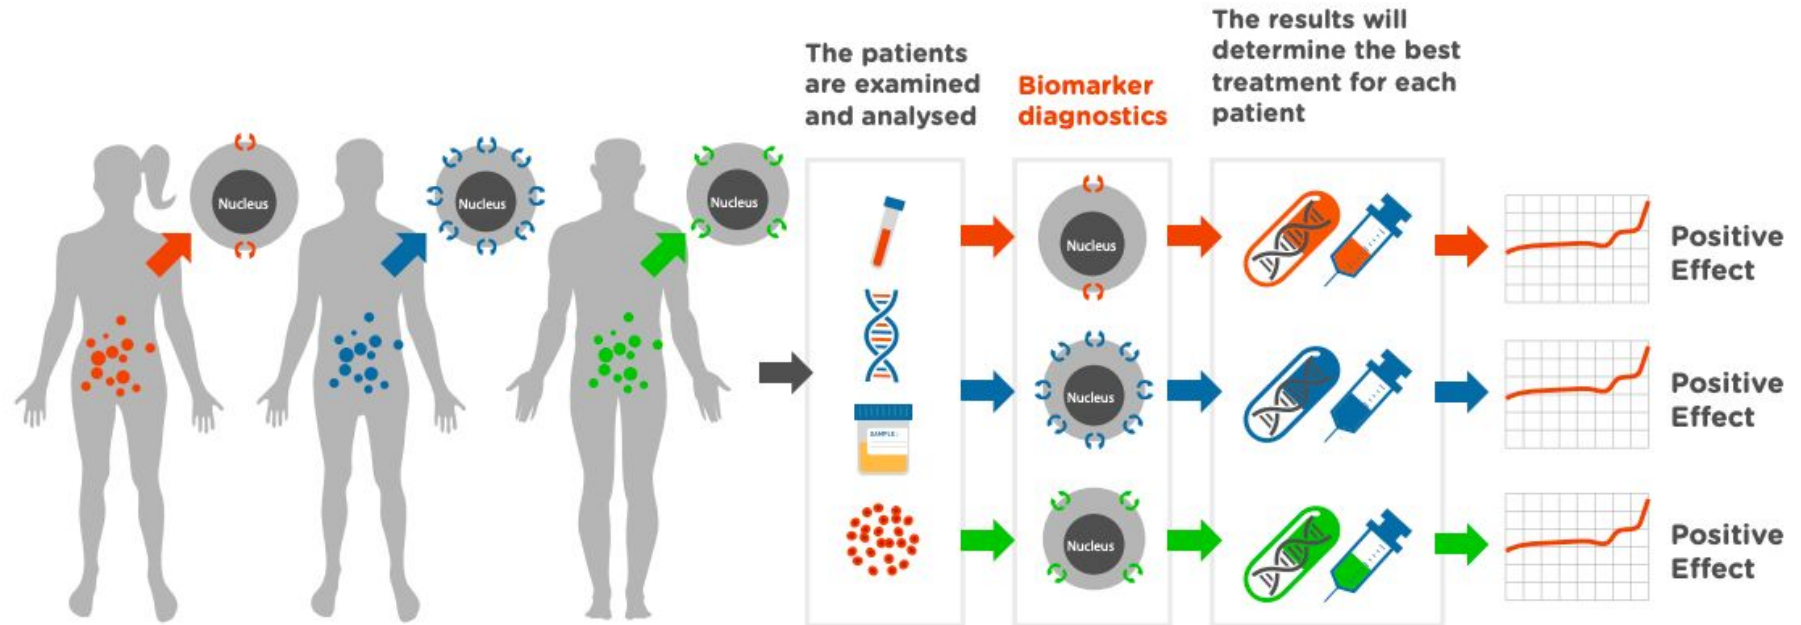 The results will
determine the best
treatment for each
patient
The patients
are examined
and analysed
Biomarker
diagnostics
Nucleus
Nucleus
Nucleus
Nucleus
Positive
Effect
Nucleus
Positive
Effect
SAMPLE:
Nucleus
Positive
Effect